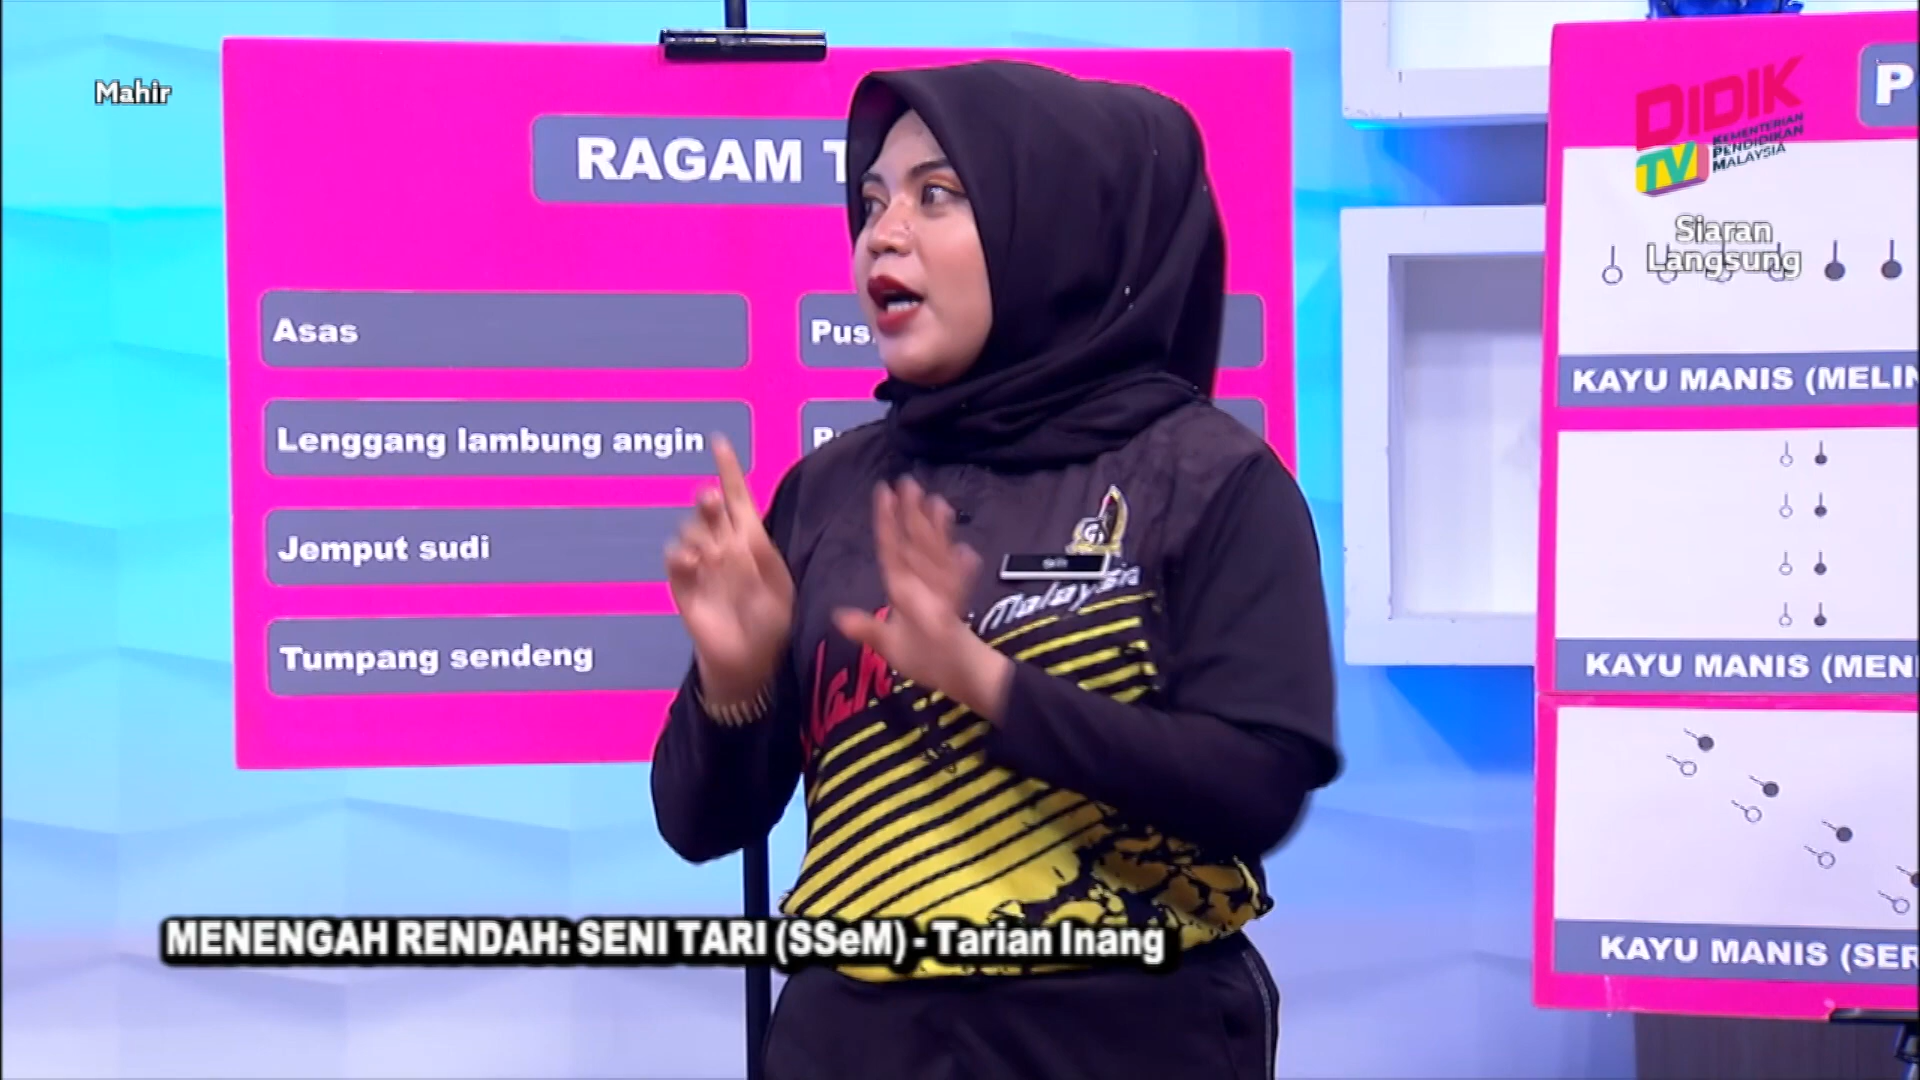 Mahir
RAGAM T
Asas
Lenggang lambung angin
Jemput sudi
Tumpang sendeng
Pus
P
DIDIK
TV
KEMENTERIAN
PENDIDIKAN
MALAYSIA
Siaran
Langsung
KAYU MANIS (MELIN
KAYU MANIS (MEN
KAYU MANIS (SER
Malaysia
MENENGAH RENDAH: SENI TARI (SSeM) - Tarian Inang